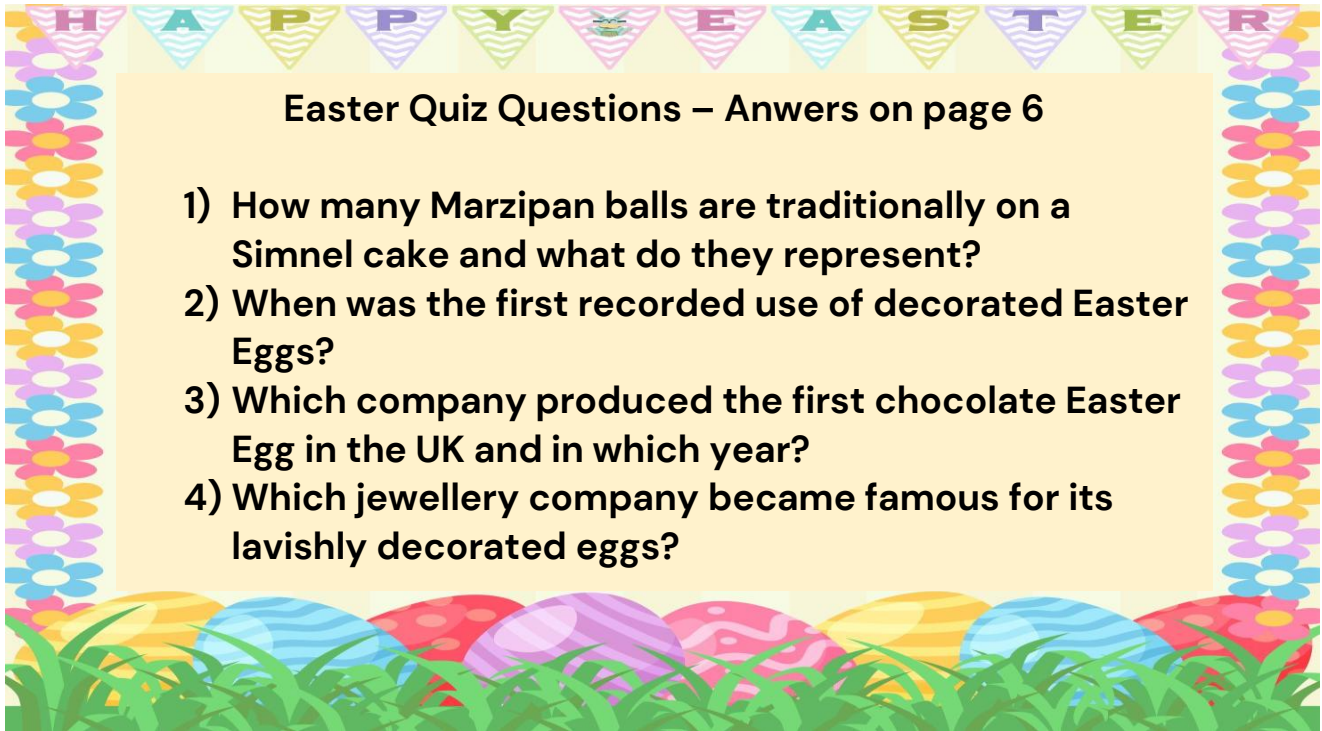 HAPPY EASTER
Easter Quiz Questions – Anwers on page 6
1) How many Marzipan balls are traditionally on a
Simnel cake and what do they represent?
2) When was the first recorded use of decorated Easter
Eggs?
3) Which company produced the first chocolate Easter
Egg in the UK and in which year?
4) Which jewellery company became famous for its
lavishly decorated eggs?